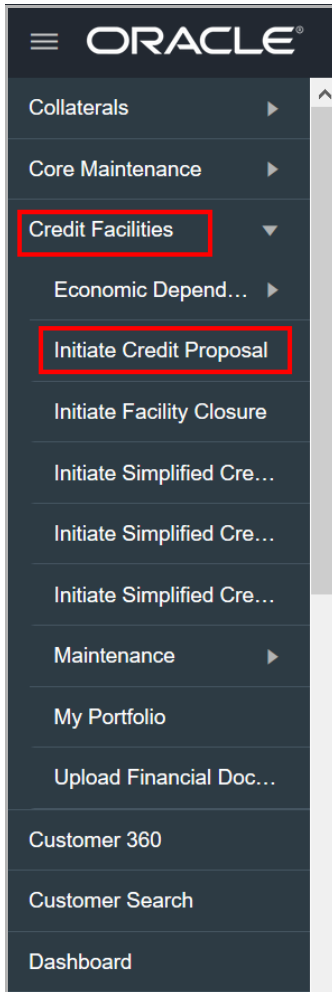 ORACLE®
Collaterals
Core Maintenance
Credit Facilities
Economic Depend...
Initiate Credit Proposal
Initiate Facility Closure
Initiate Simplified Cre...
Initiate Simplified Cre...
Initiate Simplified Cre...
Maintenance
My Portfolio
Upload Financial Doc...
Customer 360
Customer Search
Dashboard